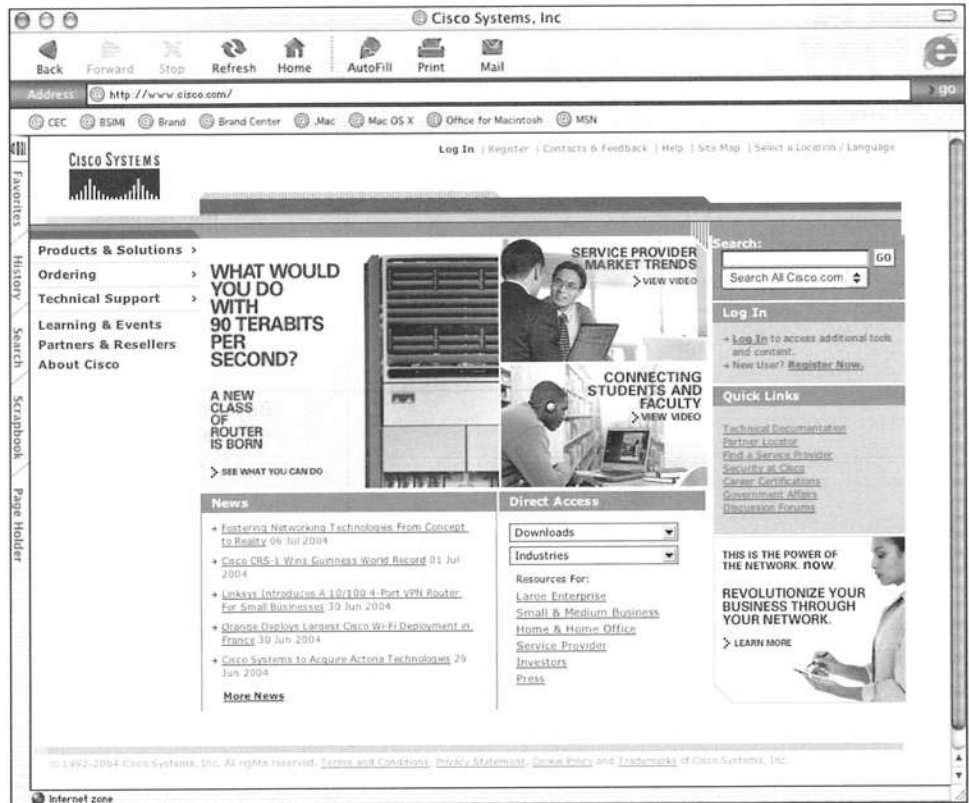 Cisco Systems, Inc
Back Forward Stop Refresh Home AutoFill Print Mail
Address http://www.cisco.com/ go
CEC BSIMI Brand Brand Center .Mac Mac OS X Office for Macintosh MSN
Favorites
History
Search
Scrapbook
Page Holder
CISCO SYSTEMS
Log In | Register | Contacts & Feedback | Help | Site Map | Select a Location / Language
Products & Solutions >
Ordering >
Technical Support >
Learning & Events
Partners & Resellers
About Cisco
WHAT WOULD
YOU DO
WITH
90 TERABITS
PER
SECOND?
A NEW
CLASS
OF
ROUTER
IS BORN
SEE WHAT YOU CAN DO
SERVICE PROVIDER
MARKET TRENDS
VIEW VIDEO
CONNECTING
STUDENTS AND
FACULTY
VIEW VIDEO
Search:
GO
Search All Cisco.com
Log In
Log In to access additional tools
and content.
New User? Register Now.
Quick Links
Technical Documentation
Partner Locator
Find a Service Provider
Security at Cisco
Career Certifications
Government Affairs
Discussion Forums
News
Fostering Networking Technologies From Concept
to Reality 06 Jul 2004
Cisco CRS-1 Wins Guinness World Record 01 Jul
2004
Linksys Introduces A 10/100 4-Port VPN Router
For Small Businesses 30 Jun 2004
Orange Deploys Largest Cisco Wi-Fi Deployment in
France 30 Jun 2004
Cisco Systems to Acquire Actona Technologies 29
Jun 2004
More News
Direct Access
Downloads
Industries
Resources For:
Large Enterprise
Small & Medium Business
Home & Home Office
Service Provider
Investors
Press
THIS IS THE POWER OF
THE NETWORK. now.
REVOLUTIONIZE YOUR
BUSINESS THROUGH
YOUR NETWORK.
LEARN MORE
© 1992-2004 Cisco Systems, Inc. All rights reserved. Terms and Conditions, Privacy Statement, Cookie Policy and Trademarks of Cisco Systems, Inc.
Internet zone